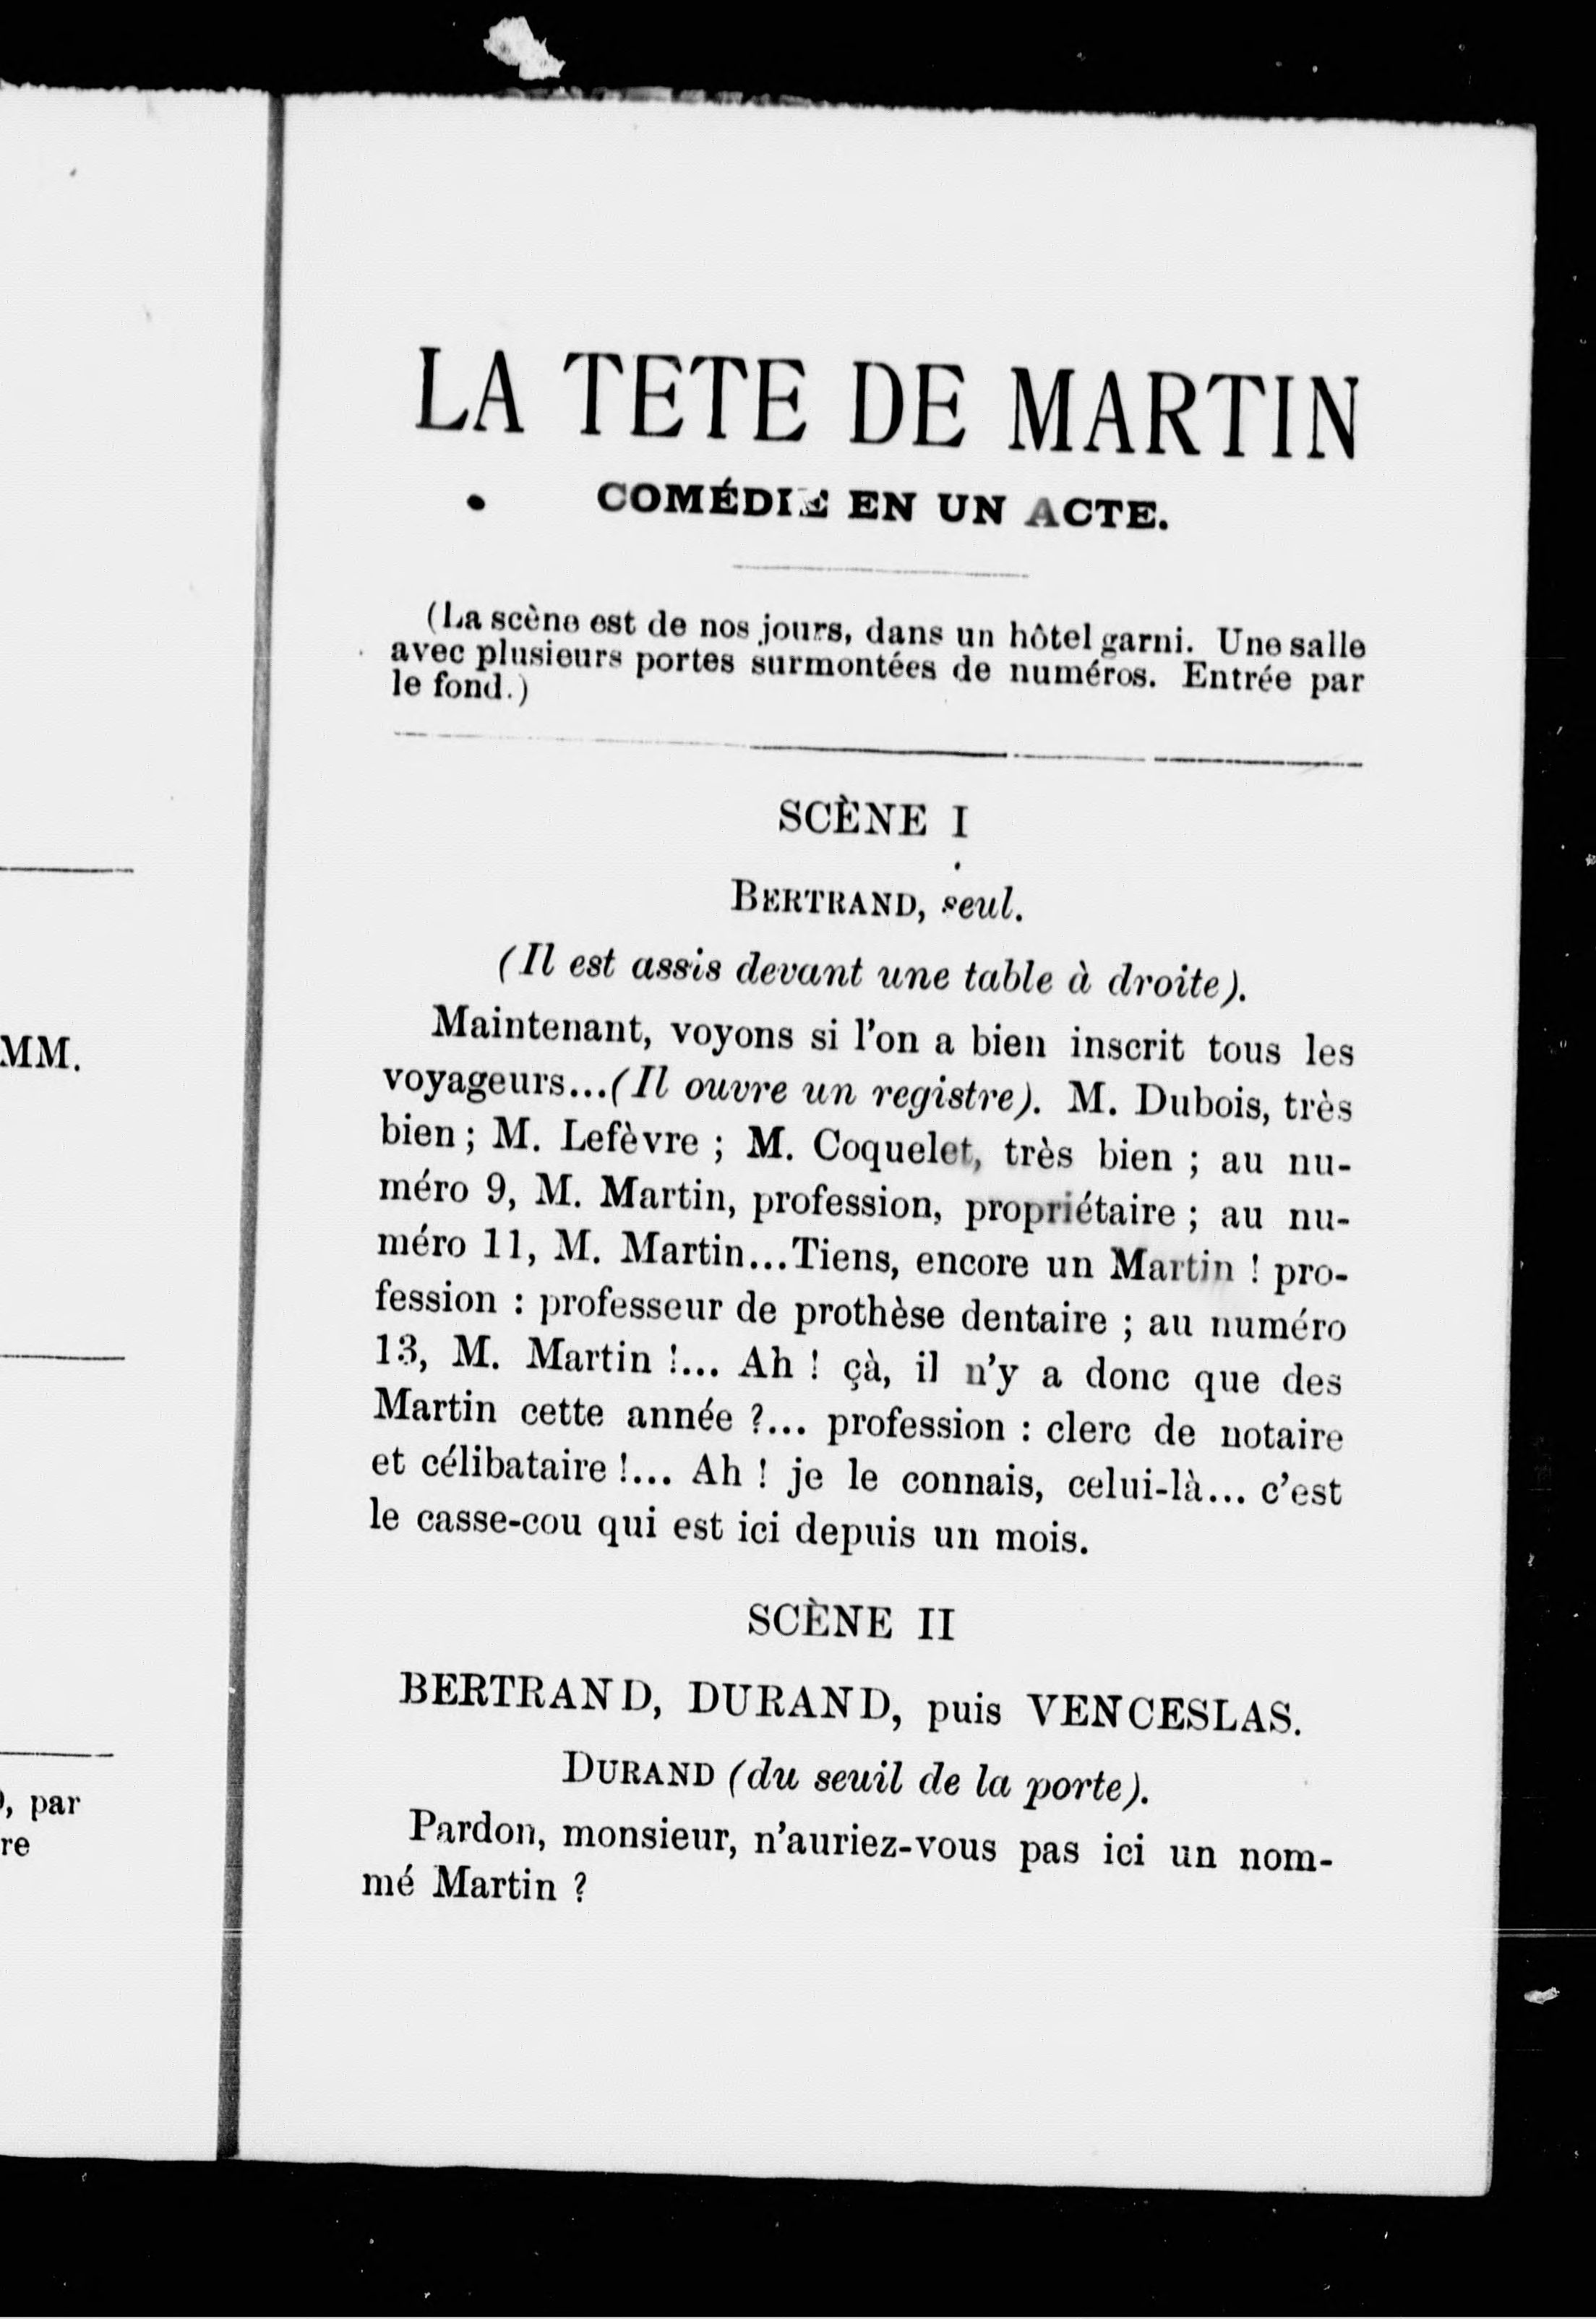 LA TETE DE MARTIN
COMÉDIE EN UN ACTE.
(La scène est de nos jours, dans un hôtel garni. Une salle
avec plusieurs portes surmontées de numéros. Entrée par
le fond.)
SCÈNE I
BERTRAND, seul.
(Il est assis devant une table à droite).
Maintenant, voyons si l'on a bien inscrit tous les
voyageurs...(Il ouvre un registre). M. Dubois, très
bien; M. Lefèvre ; M. Coquelet, très bien ; au nu-
méro 9, M. Martin, profession, propriétaire ; au nu-
méro 11, M. Martin...Tiens, encore un Martin ! pro-
fession : professeur de prothèse dentaire ; au numéro
13, M. Martin !... Ah ! çà, il n'y a donc que des
Martin cette année ?... profession : clerc de notaire
et célibataire !... Ah ! je le connais, celui-là... c'est
le casse-cou qui est ici depuis un mois.
SCÈNE II
BERTRAND, DURAND, puis VENCESLAS.
DURAND (du seuil de la porte).
Pardon, monsieur, n'auriez-vous pas ici un nom-
mé Martin ?
MM.
, par
re